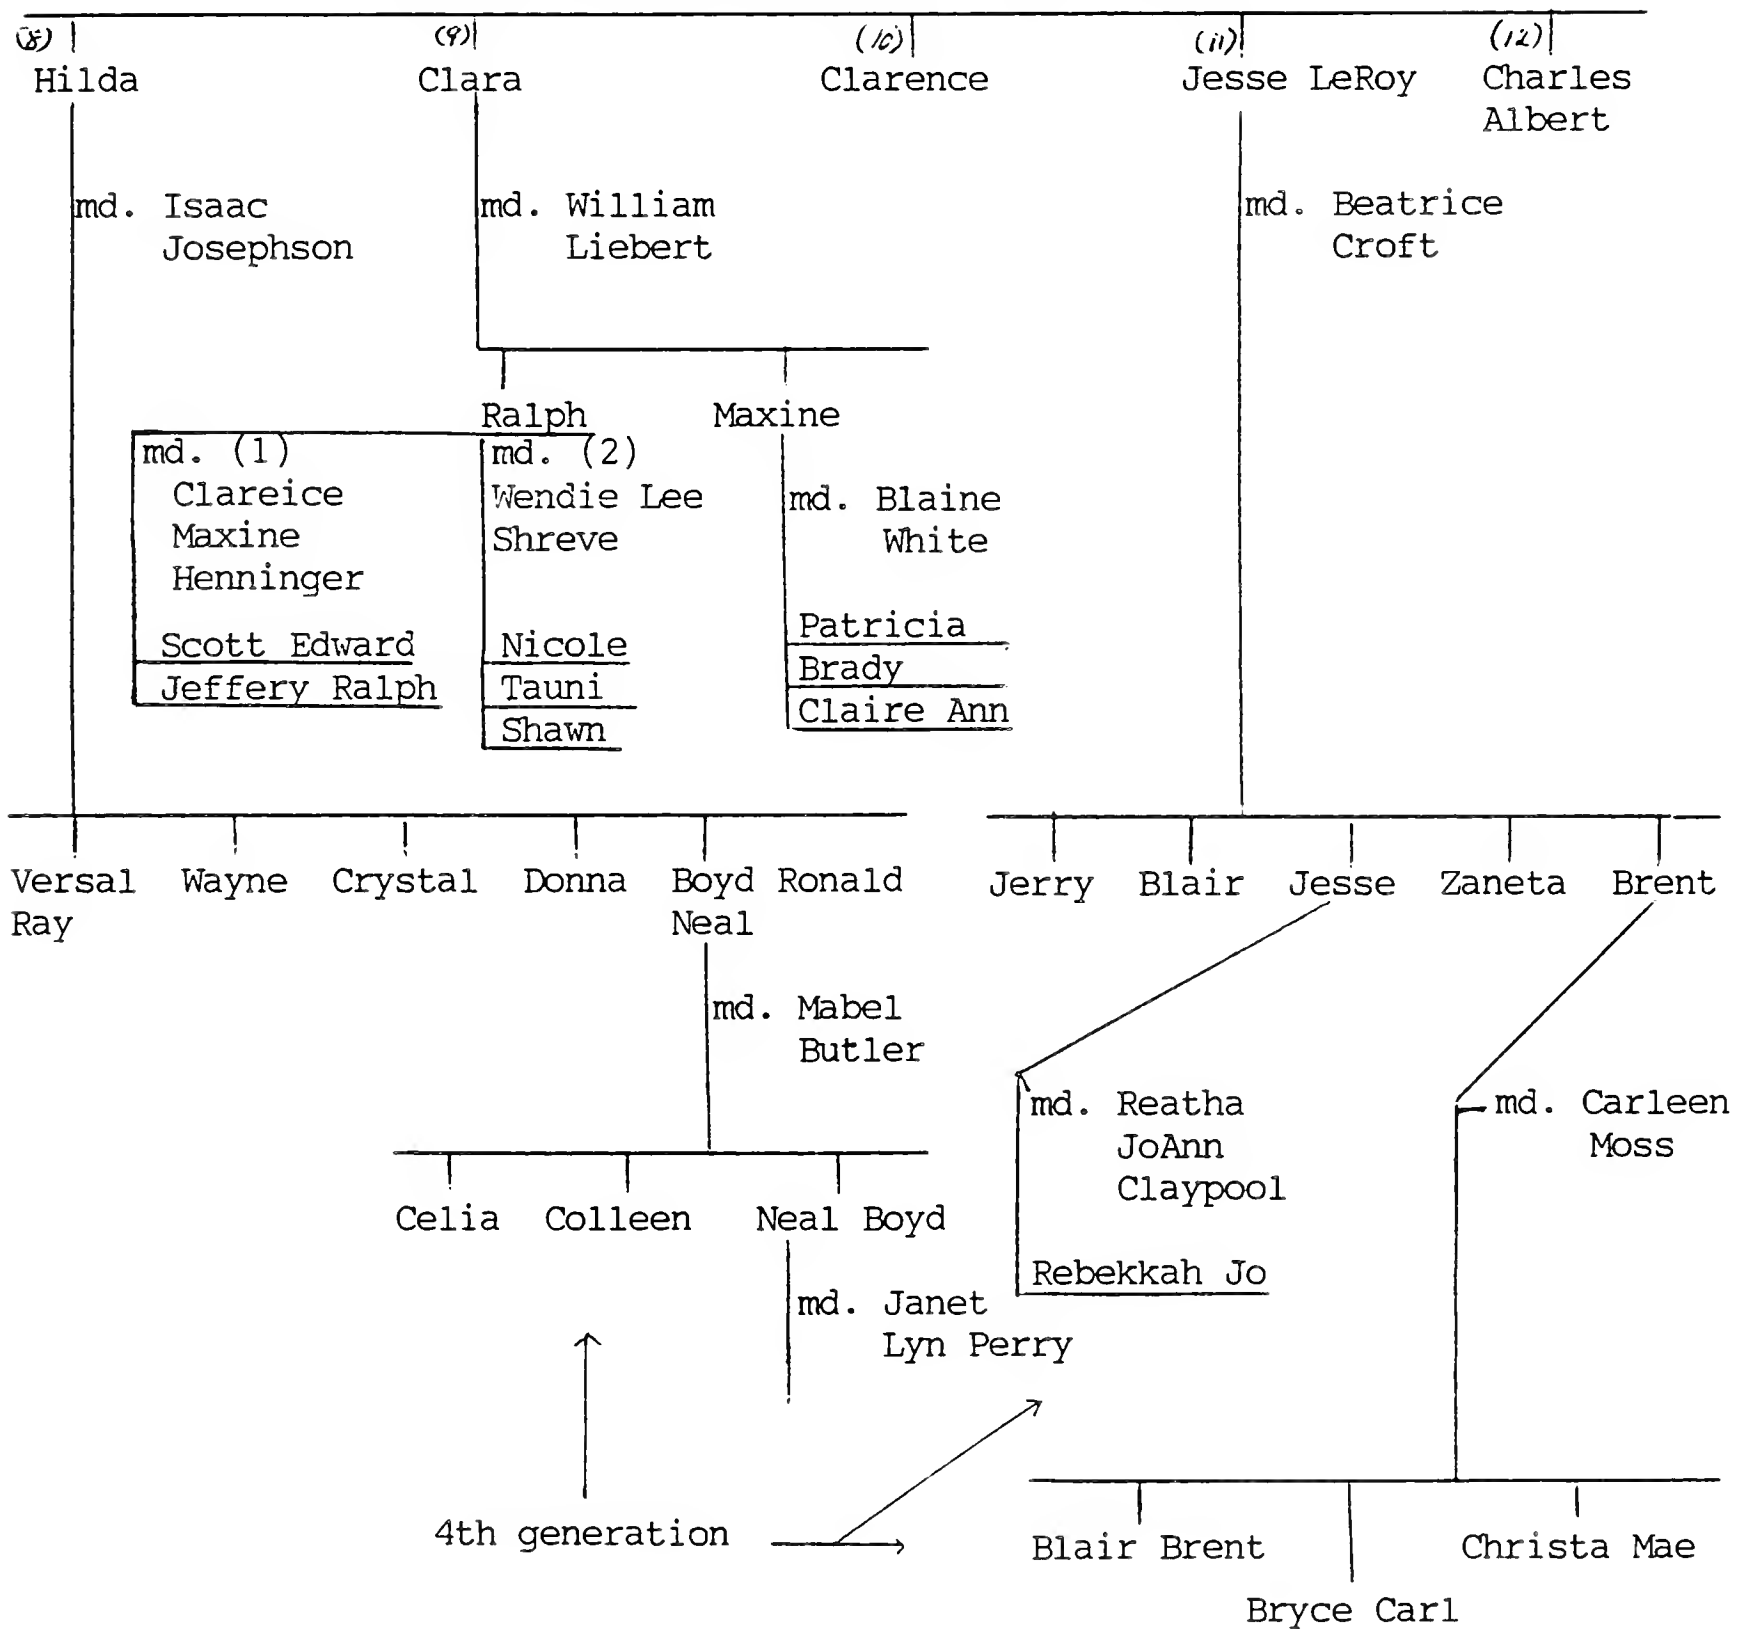 (8) (9) (10) (11) (12)
Hilda Clara Clarence Jesse LeRoy Charles
Albert
md. Isaac md. William md. Beatrice
Josephson Liebert Croft
Ralph Maxine
md. (1) md. (2)
Clareice Wendie Lee md. Blaine
Maxine Shreve White
Henninger
Patricia
Scott Edward Nicole Brady
Jeffery Ralph Tauni Claire Ann
Shawn
Versal Wayne Crystal Donna Boyd Ronald Jerry Blair Jesse Zaneta Brent
Ray Neal
md. Mabel
Butler
md. Reatha md. Carleen
JoAnn Moss
Claypool
Celia Colleen Neal Boyd
Rebekkah Jo
md. Janet
Lyn Perry
4th generation
Blair Brent Christa Mae
Bryce Carl